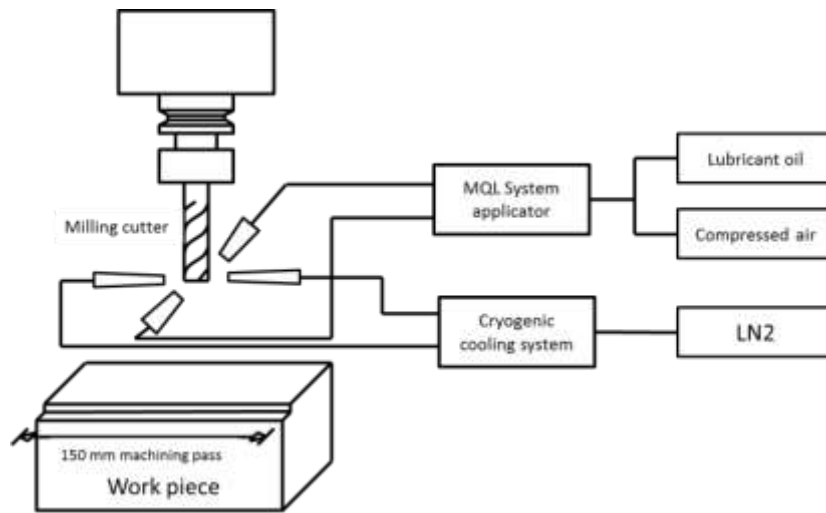 Lubricant oil
MQL System
applicator
Milling cutter
Compressed air
Cryogenic
cooling system
LN2
150 mm machining pass
Work piece